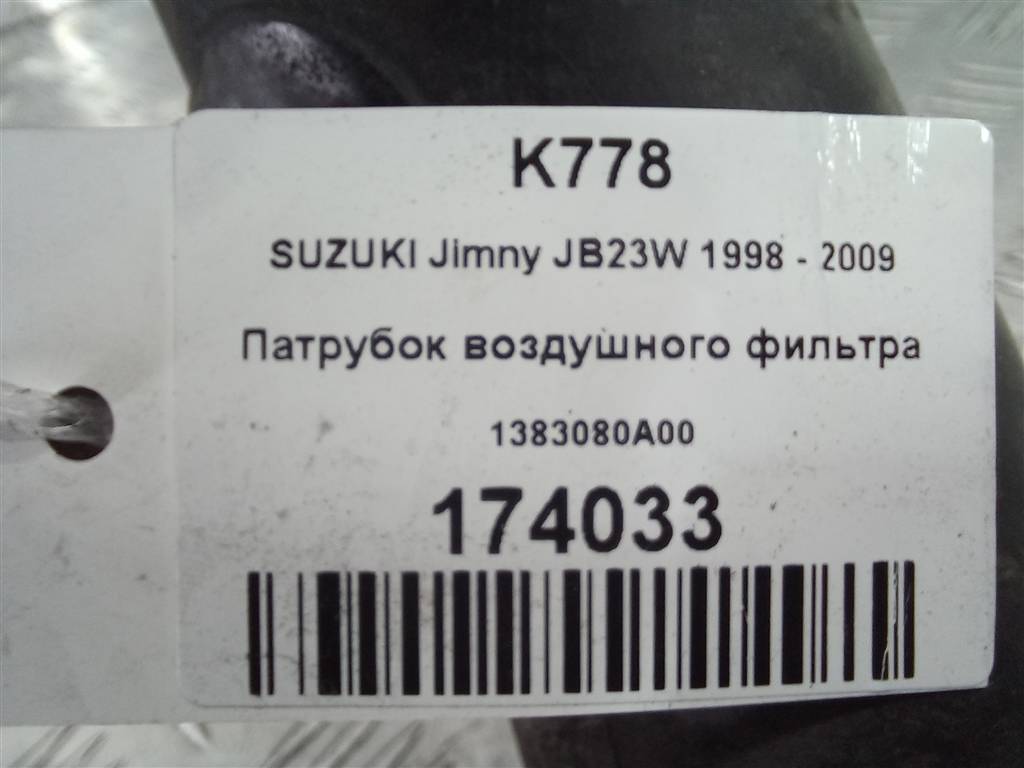 K778
SUZUKI Jimny JB23W 1998 - 2009
Патрубок воздушного фильтра
1383080A00
174033